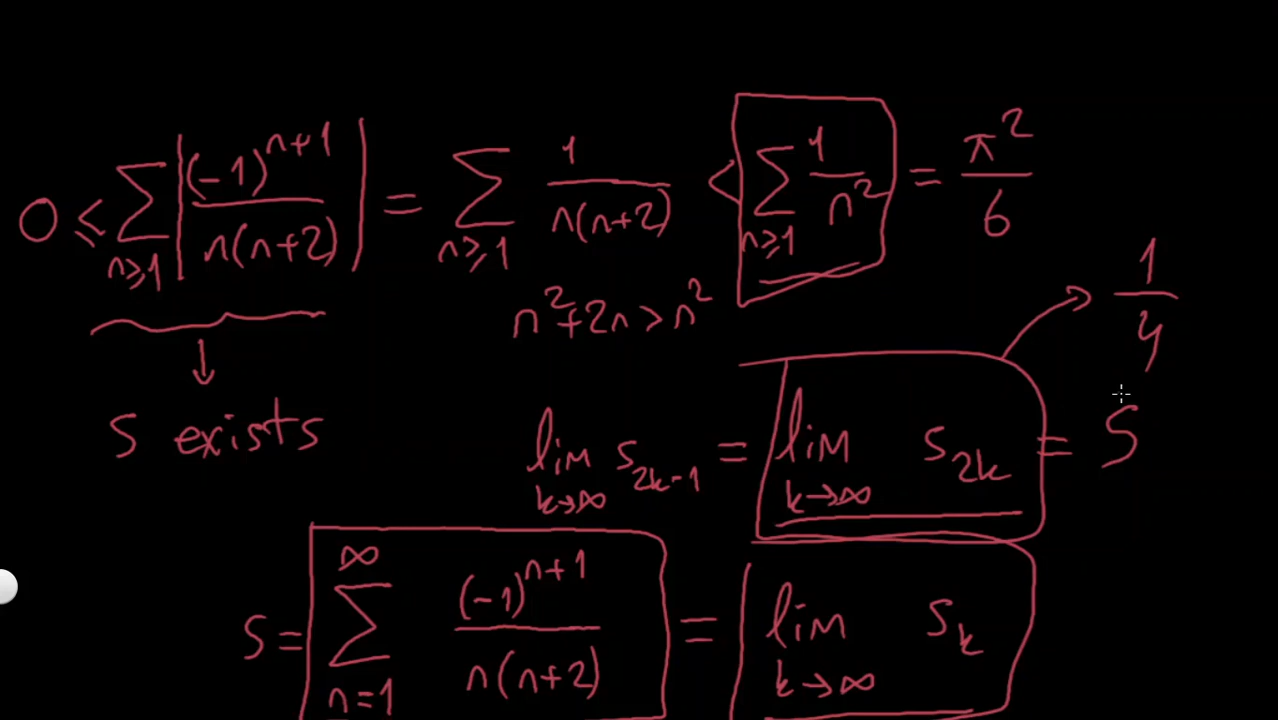 0 ≤ ∑_{n≥1} |(-1)^{n+1} / n(n+2)| = ∑_{n≥1} 1 / n(n+2) < ∑_{n≥1} 1 / n² = π² / 6
n²+2n > n²
1/4
S exists
lim_{k→∞} S_{2k-1} = lim_{k→∞} S_{2k} = S
S = ∑_{n=1}^{∞} (-1)^{n+1} / n(n+2) = lim_{k→∞} S_k